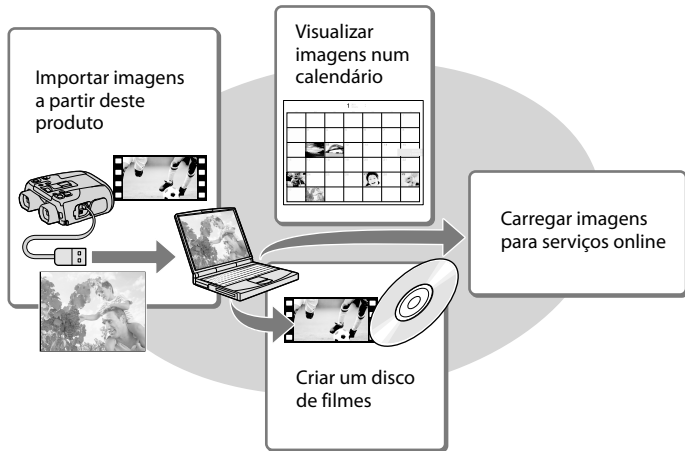 Importar imagens
a partir deste
produto
Visualizar
imagens num
calendário
1
Carregar imagens
para serviços online
Criar um disco
de filmes